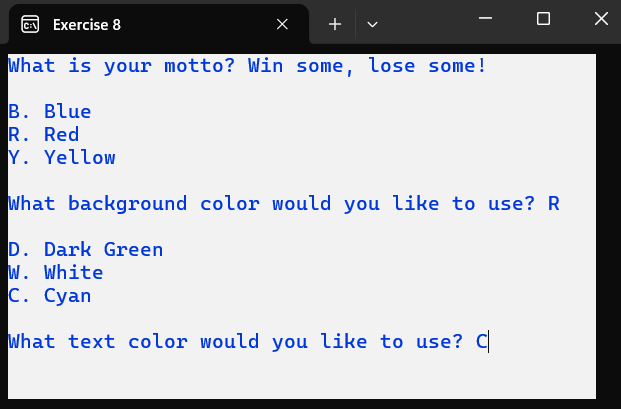 Exercise 8
What is your motto? Win some, lose some!
B. Blue
R. Red
Y. Yellow
What background color would you like to use? R
D. Dark Green
W. White
C. Cyan
What text color would you like to use? C